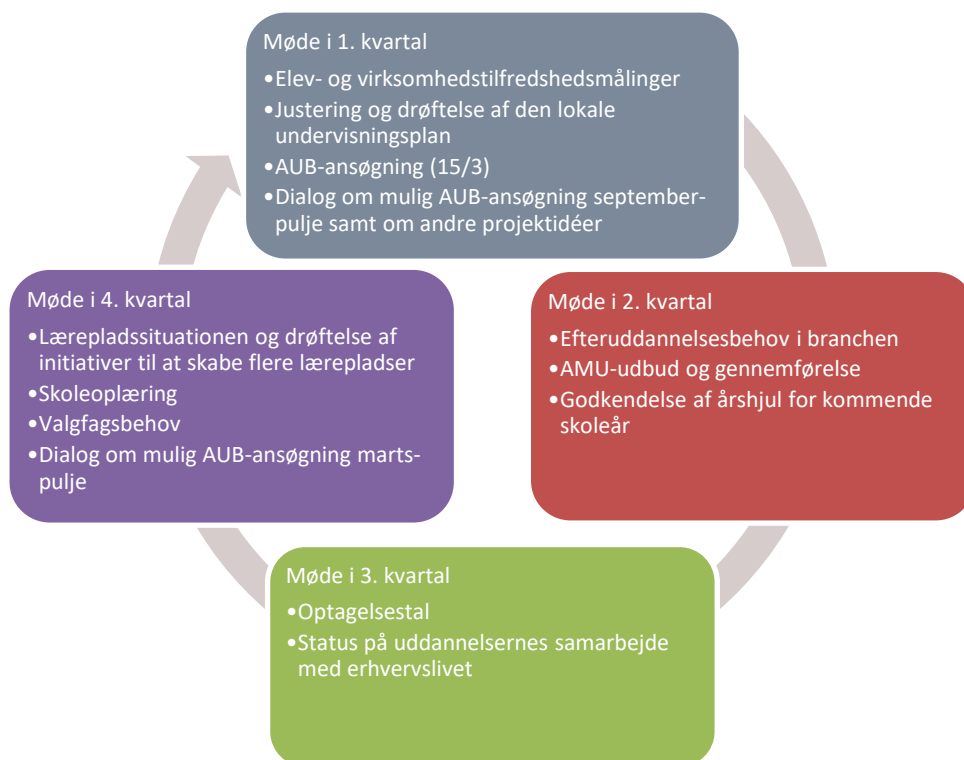 Møde i 1. kvartal
•Elev- og virksomhedstilfredshedsmålinger
•Justering og drøftelse af den lokale
undervisningsplan
•AUB-ansøgning (15/3)
•Dialog om mulig AUB-ansøgning september-
pulje samt om andre projektidéer
Møde i 2. kvartal
•Efteruddannelsesbehov i branchen
•AMU-udbud og gennemførelse
•Godkendelse af årshjul for kommende
skoleår
Møde i 3. kvartal
•Optagelsestal
•Status på uddannelsernes samarbejde
med erhvervslivet
Møde i 4. kvartal
•Lærepladssituationen og drøftelse af
initiativer til at skabe flere lærepladser
•Skoleoplæring
•Valgfagsbehov
•Dialog om mulig AUB-ansøgning marts-
pulje